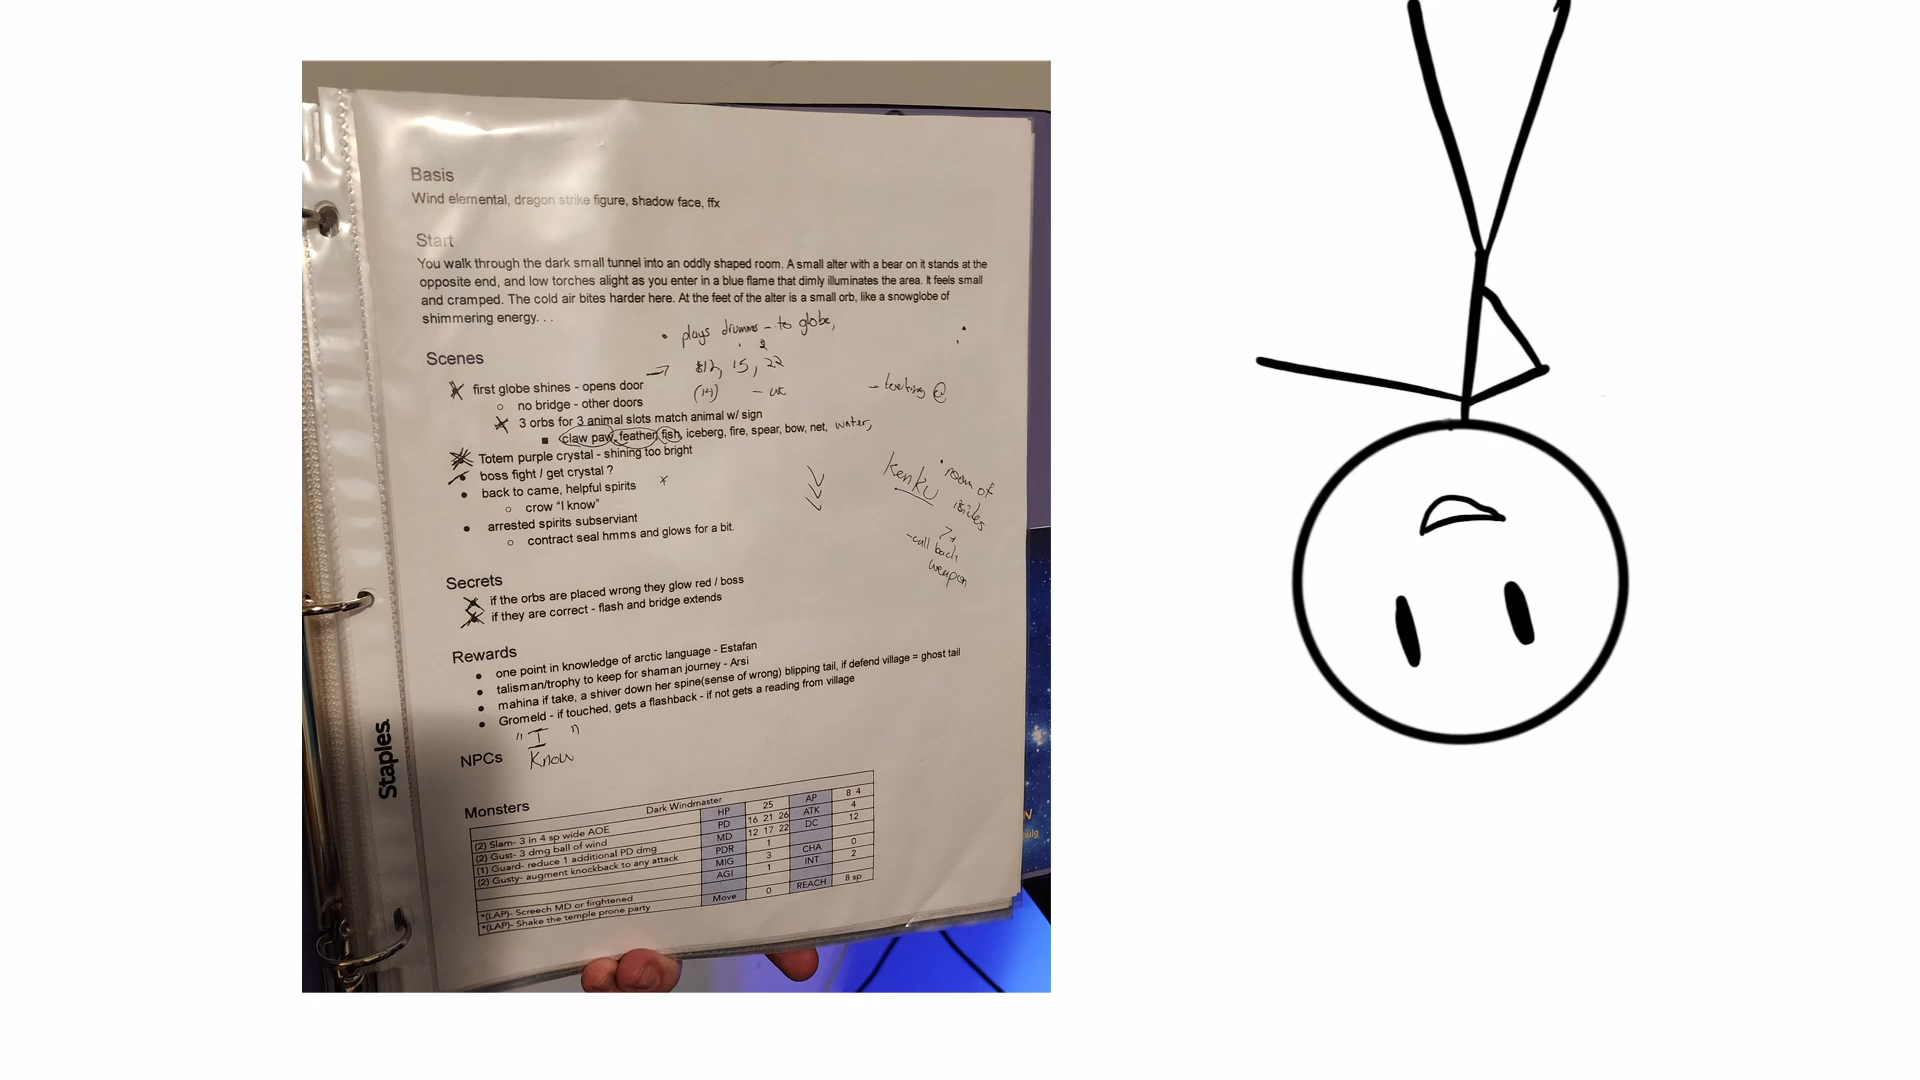 Basis
Wind elemental, dragon strike figure, shadow face, ffx
Start
You walk through the dark small tunnel into an oddly shaped room. A small alter with a bear on it stands at the
opposite end, and low torches alight as you enter in a blue flame that dimly illuminates the area. It feels small
and cramped. The cold air bites harder here. At the feet of the alter is a small orb, like a snowglobe of
shimmering energy. . .
• plays drums - to globe,
Scenes
12, 15, 22
first globe shines - opens door
(14)
no bridge - other doors
3 orbs for 3 animal slots match animal w/ sign
claw paw, feather, fish, iceberg, fire, spear, bow, net, water,
Totem purple crystal - shining too bright
boss fight / get crystal ?
back to came, helpful spirits
crow "I know"
arrested spirits subserviant
contract seal hmms and glows for a bit.
Kenku
• room of
-call back
weapon
Secrets
if the orbs are placed wrong they glow red / boss
if they are correct - flash and bridge extends
Rewards
one point in knowledge of arctic language - Estafan
talisman/trophy to keep for shaman journey - Arsi
mahina if take, a shiver down her spine(sense of wrong) blipping tail, if defend village = ghost tail
Gromeld - if touched, gets a flashback - if not gets a reading from village
"I "
Know
NPCs
Monsters
Dark Windmaster
HP 25 AP 8 4
(2) Slam- 3 in 4 sp wide AOE PD 16 21 26 ATK 4
(2) Gust- 3 dmg ball of wind MD 12 17 22 DC 12
(1) Guard- reduce 1 additional PD dmg PDR 1
(2) Gusty- augment knockback to any attack MIG 3 CHA 0
AGI 1 INT 2
*(LAP)- Screech MD or firghtened
*(LAP)- Shake the temple prone party Move 0 REACH 8 sp
Staples